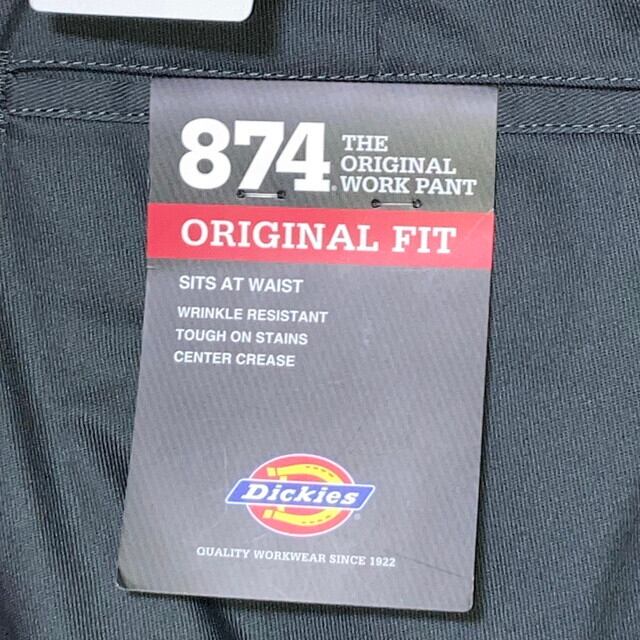 874
THE
ORIGINAL
WORK PANT
ORIGINAL FIT
SITS AT WAIST
WRINKLE RESISTANT
TOUGH ON STAINS
CENTER CREASE
Dickies
QUALITY WORKWEAR SINCE 1922